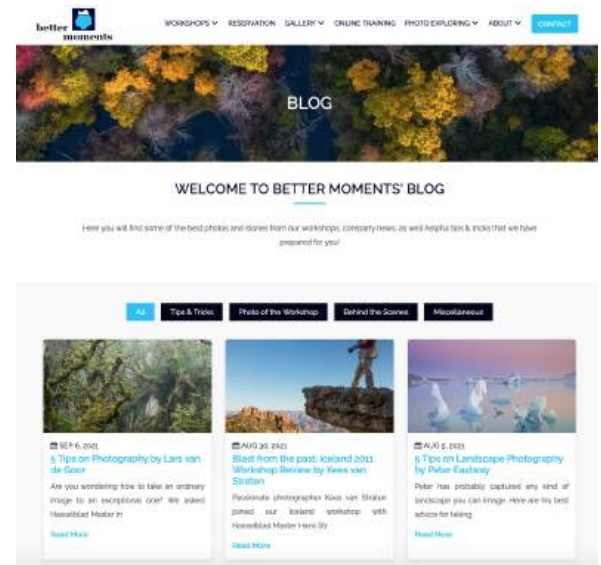 better
moments
WORKSHOPS
RESERVATION
GALLERY
ONLINE TRAINING
PHOTO EXPLORING
ABOUT
CONTACT
BLOG
WELCOME TO BETTER MOMENTS' BLOG
Here you will find some of the best photos and stories from our workshops, company news, as well helpful tips & tricks that we have
prepared for you!
All
Tips & Tricks
Photo of the Workshop
Behind the Scenes
Miscellaneous
SEP 6, 2021
5 Tips on Photography by Lars van
de Goor
Are you wondering how to take an ordinary
image to an exceptional one? We asked
Hasselblad Master in
Read More
AUG 30, 2021
Blast from the past: Iceland 2011
Workshop Review by Kees van
Straten
Passionate photographer Kees van Straten
joined our Iceland workshop with
Hasselblad Master Hans Str
Read More
AUG 5, 2021
5 Tips on Landscape Photography
by Peter Eastway
Peter has probably captured any kind of
landscape you can image. Here are his best
advice for taking
Read More